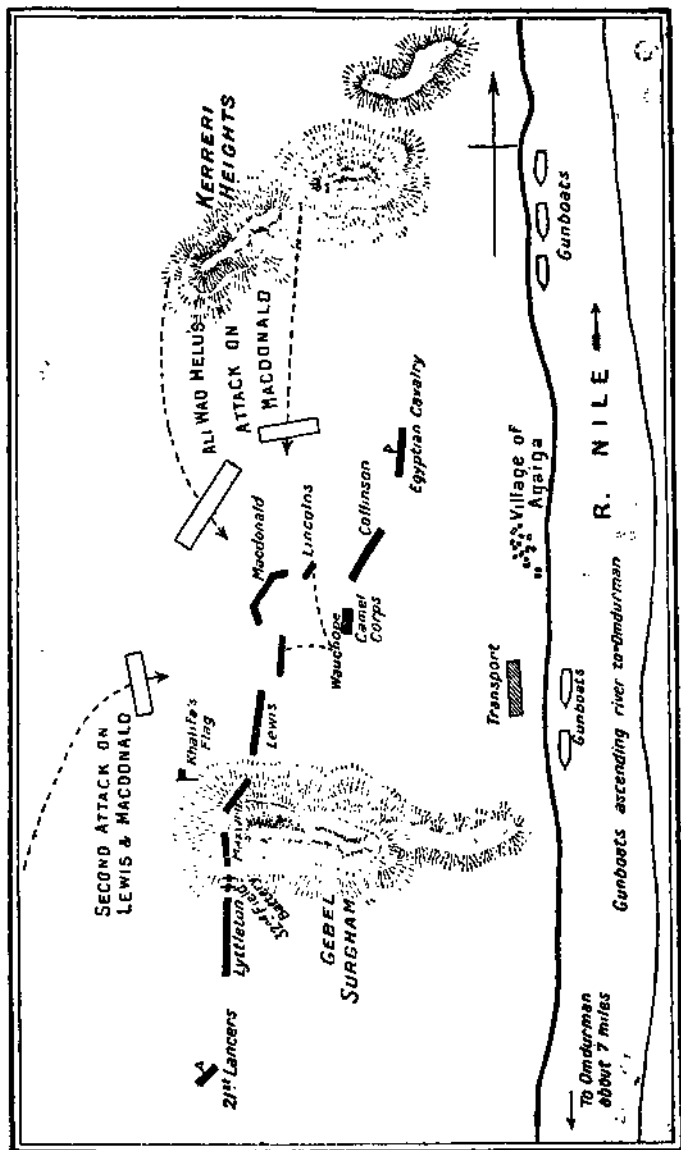 KERRERI
HEIGHTS
ALI WAD HELUS'
ATTACK ON
MACDONALD
SECOND ATTACK ON
LEWIS & MACDONALD
Khalifa's
Flag
Macdonald
Lincolns
Collinson
Egyptian Cavalry
Wauchope
Camel
Corps
Lewis
Maxwell
32nd Field
Battery
Lyttleton
21st Lancers
GEBEL
SURGHAM
Transport
Village of
Agaiga
Gunboats
Gunboats
R. NILE
Gunboats ascending river to Omdurman
To Omdurman
about 7 miles